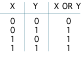 X Y X OR Y
0 0 0
0 1 1
1 0 1
1 1 1